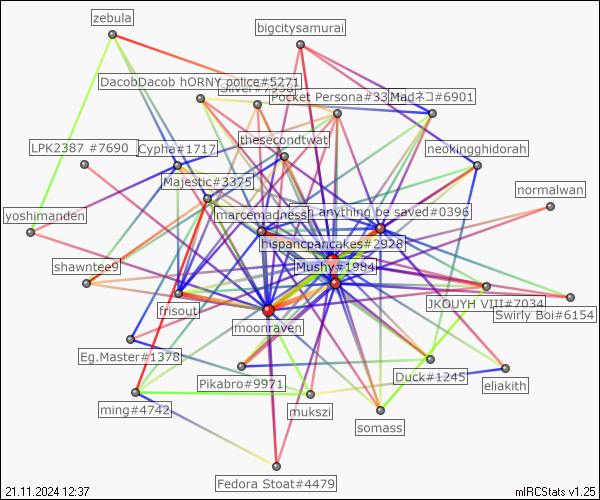 zebula
bigcitysamurai
DacobDacob hORNY police#5271
Pocket Persona#33
Madネコ#6901
thesecondtwat
LPK2387 #7690
Cypha#1717
neokingghidorah
Majestic#3375
normalwan
yoshimanden
marcemadness
anything be saved#0396
hispancpancakes#2928
shawntee9
Mushy#1984
frisout
JKOUYH VIII#7034
Swirly Boi#6154
moonraven
Eg.Master#1378
Pikabro#9971
Duck#1245
eliakith
ming#4742
mukszi
somass
Fedora Stoat#4479
21.11.2024 12:37
mIRCStats v1.25